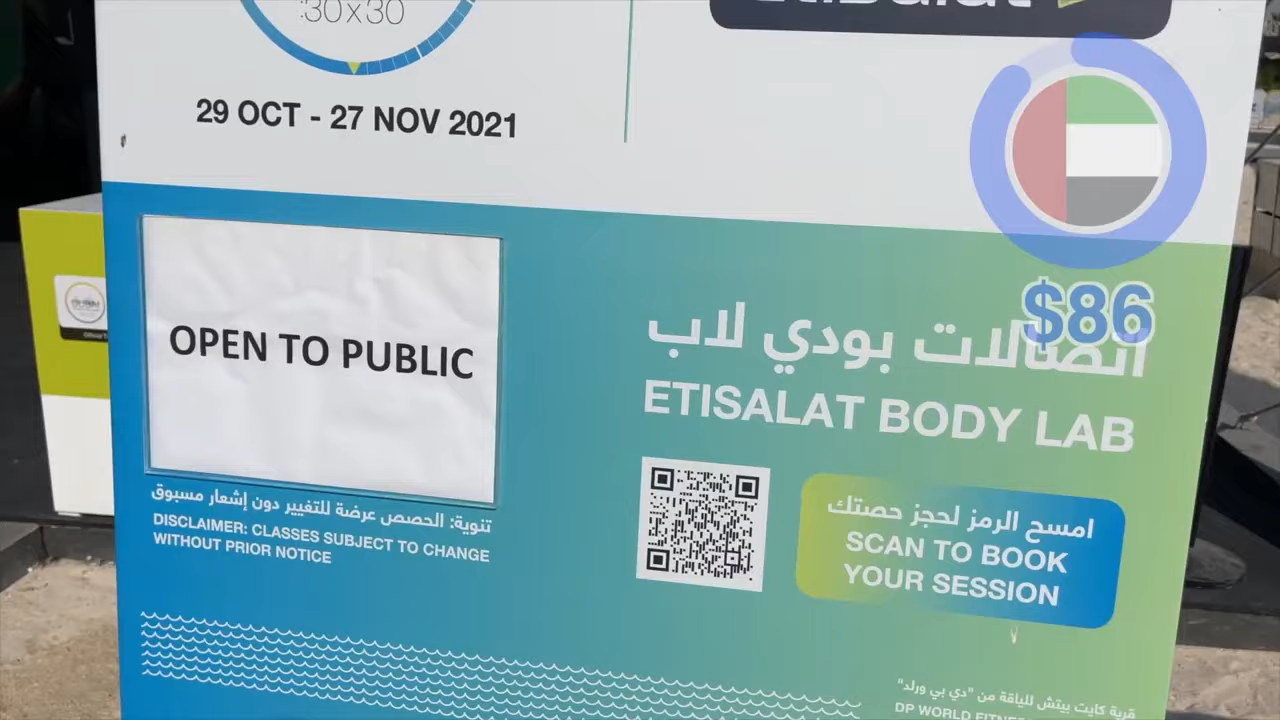 :30x30
etisalat
29 OCT - 27 NOV 2021
$86
OPEN TO PUBLIC
اتصالات بودي لاب
ETISALAT BODY LAB
تنوية: الحصص عرضة للتغيير دون إشعار مسبوق
DISCLAIMER: CLASSES SUBJECT TO CHANGE
WITHOUT PRIOR NOTICE
امسح الرمز لحجز حصتك
SCAN TO BOOK
YOUR SESSION
قرية كايت بيتش للياقة من "دي بي ورلد"
DP WORLD